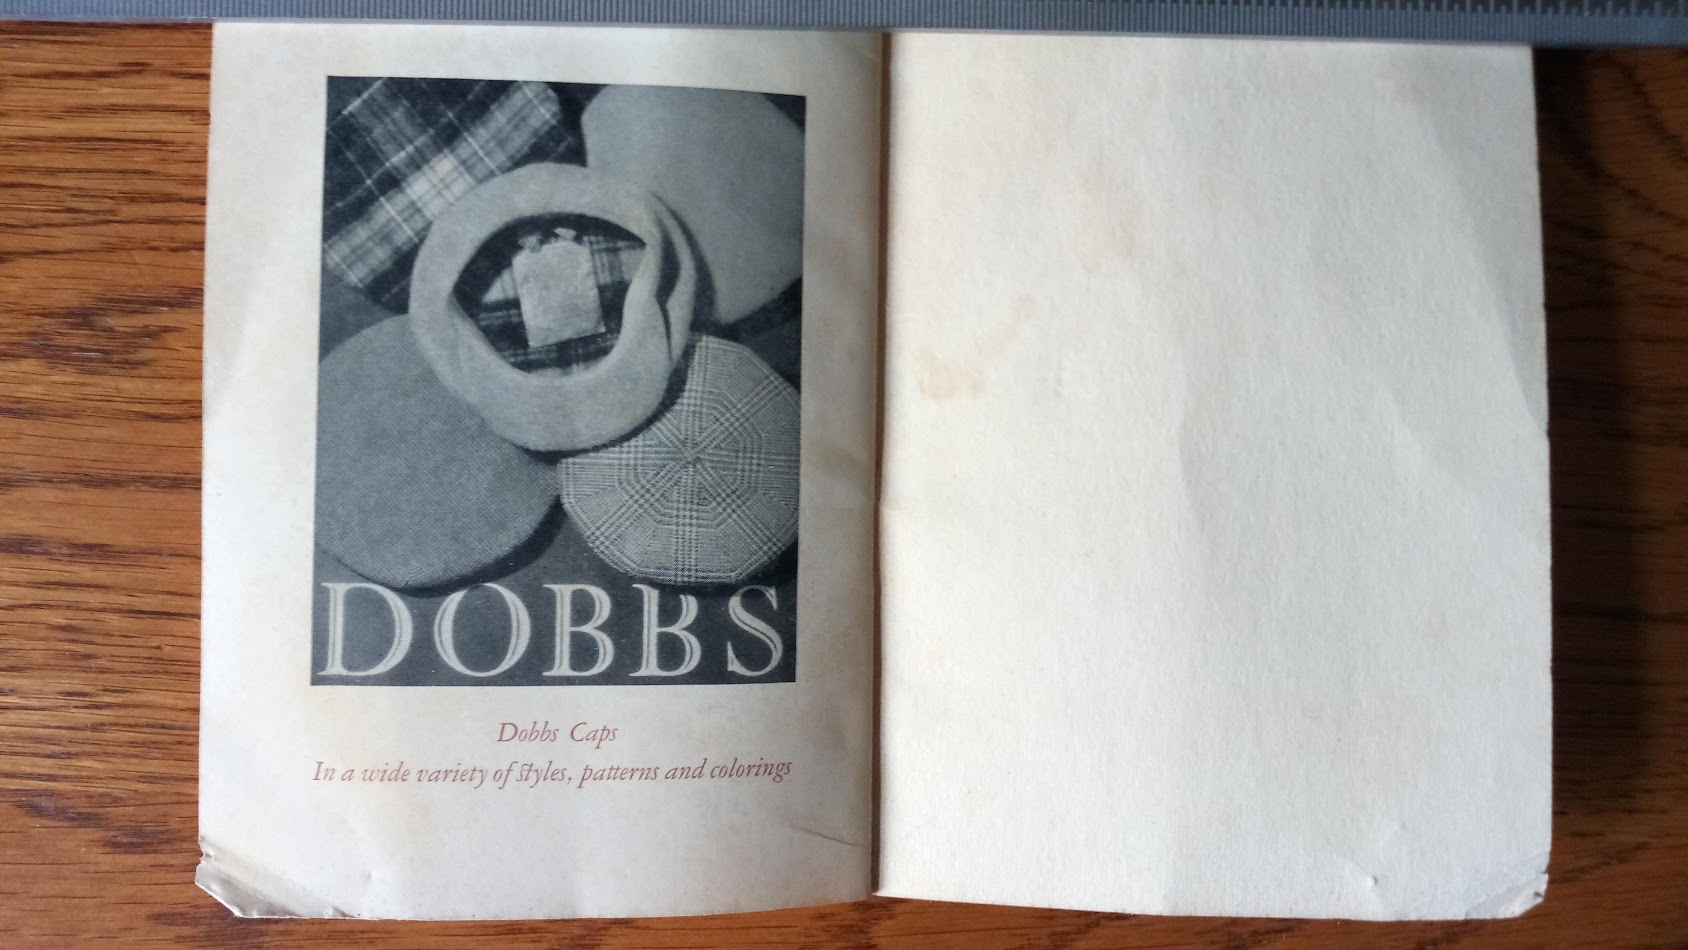 DOBBS
Dobbs Caps
In a wide variety of styles, patterns and colorings